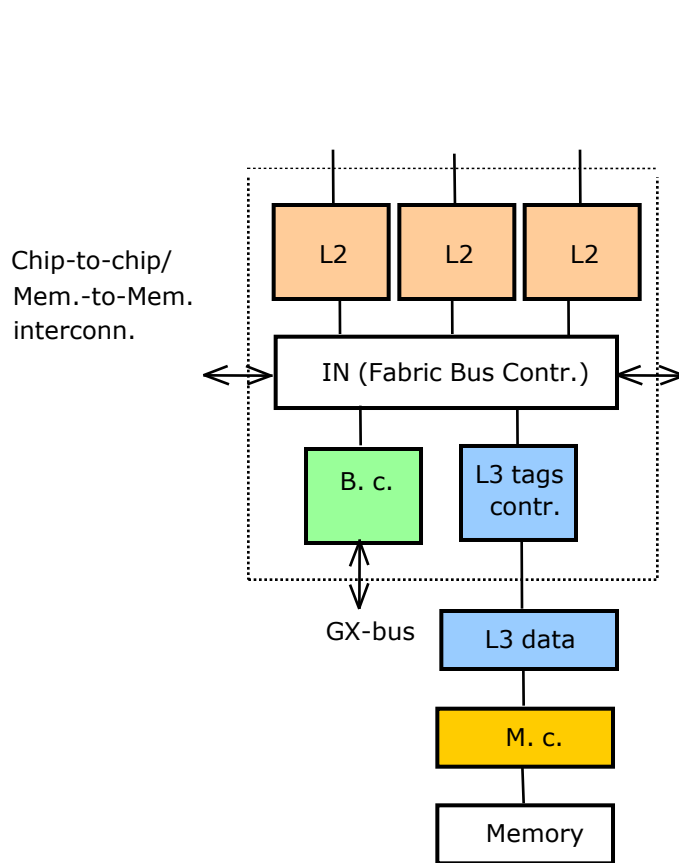 L2
L2
L2
Chip-to-chip/
Mem.-to-Mem.
interconn.
IN (Fabric Bus Contr.)
B. c.
L3 tags
contr.
GX-bus
L3 data
M. c.
Memory